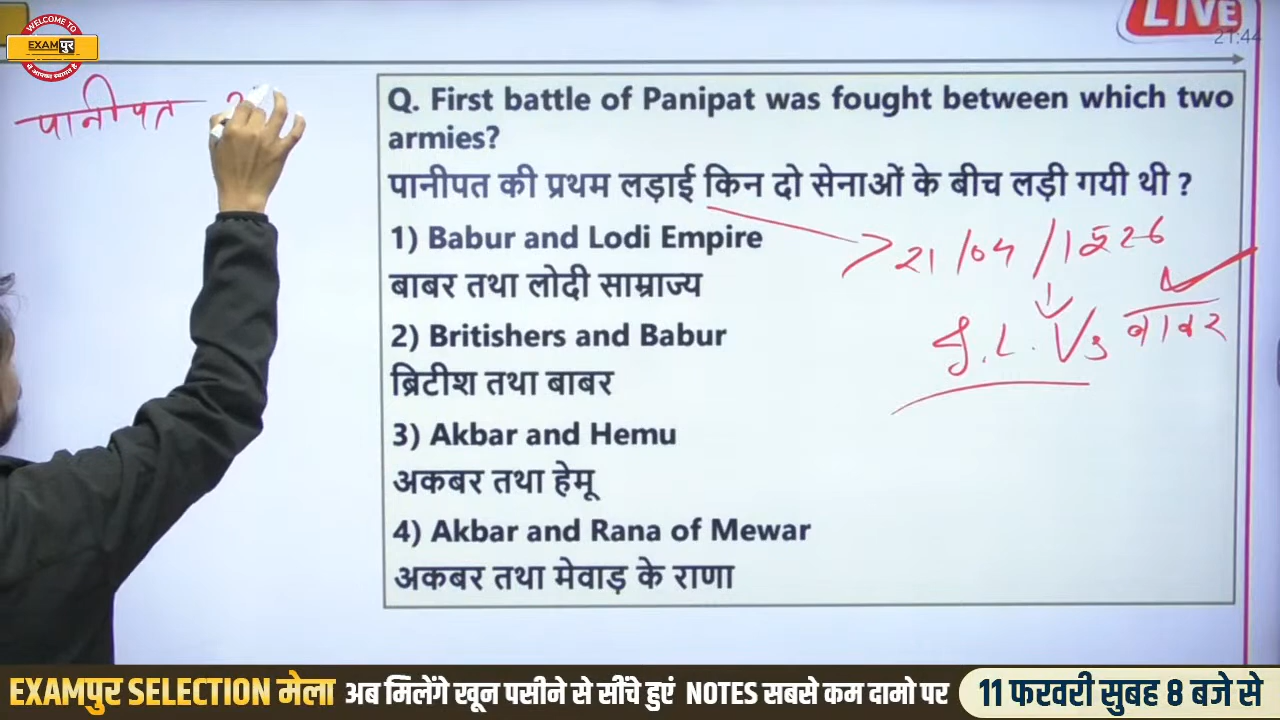 WELCOME TO
EXAMपुर
में आपका स्वागत है
LIVE
21:44
पानीपत
Q. First battle of Panipat was fought between which two
armies?
पानीपत की प्रथम लड़ाई किन दो सेनाओं के बीच लड़ी गयी थी ?
1) Babur and Lodi Empire
बाबर तथा लोदी साम्राज्य
21/04/1526
2) Britishers and Babur
I.L. Vs बाबर
ब्रिटीश तथा बाबर
3) Akbar and Hemu
अकबर तथा हेमू
4) Akbar and Rana of Mewar
अकबर तथा मेवाड़ के राणा
EXAMपुर SELECTION मेला अब मिलेंगे खून पसीने से सींचे हुएं NOTES सबसे कम दामो पर 11 फरवरी सुबह 8 बजे से